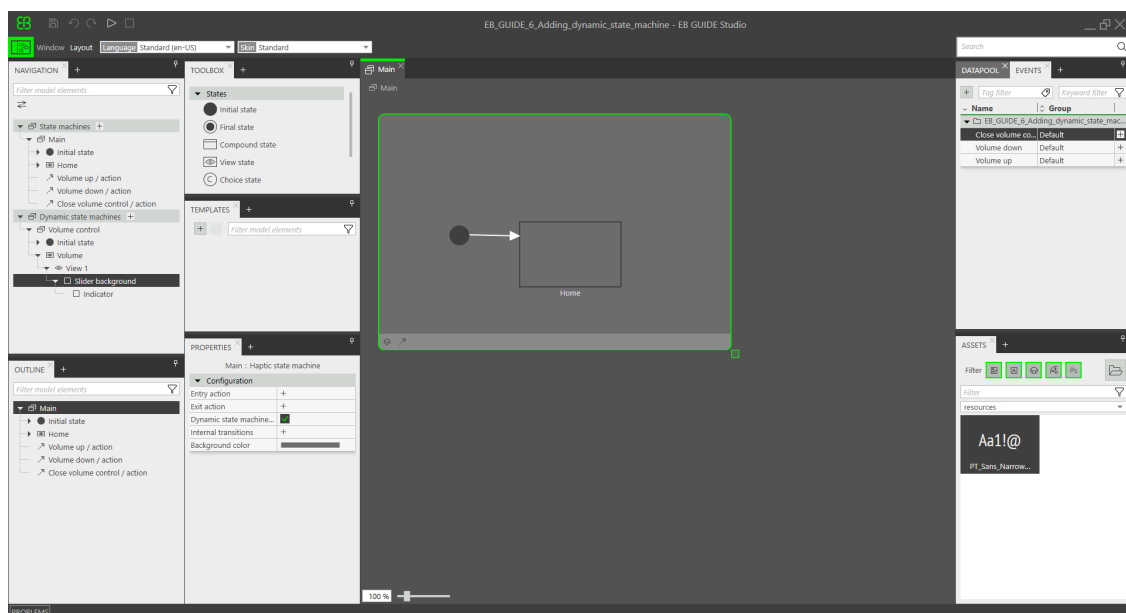 EB_GUIDE_6_Adding_dynamic_state_machine - EB GUIDE Studio
Window Layout Language Standard (en-US) Skin Standard
Search
NAVIGATION
Filter model elements
State machines
Main
Initial state
Home
Volume up / action
Volume down / action
Close volume control / action
Dynamic state machines
Volume control
Initial state
Volume
View 1
Slider background
Indicator
OUTLINE
Filter model elements
Main
Initial state
Home
Volume up / action
Volume down / action
Close volume control / action
TOOLBOX
States
Initial state
Final state
Compound state
View state
C Choice state
TEMPLATES
Filter model elements
PROPERTIES
Main : Haptic state machine
Configuration
Entry action +
Exit action +
Dynamic state machine...
Internal transitions +
Background color
Main
Main
Home
100 %
DATAPOOL EVENTS
Tag filter Keyword filter
Name Group
EB_GUIDE_6_Adding_dynamic_state_mac...
Close volume co... Default
Volume down Default
Volume up Default
ASSETS
Filter
Filter
resources
Aa1!@
PT_Sans_Narrow...
PROBLEMS